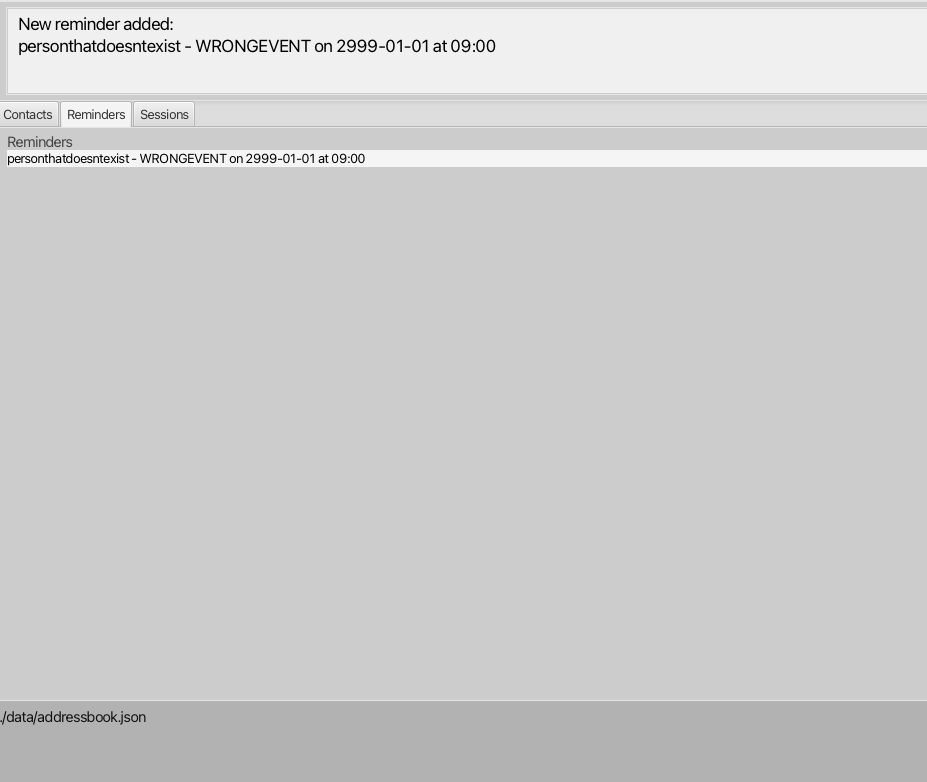 New reminder added:
personthatdoesntexist - WRONGEVENT on 2999-01-01 at 09:00
Contacts
Reminders
Sessions
Reminders
personthatdoesntexist - WRONGEVENT on 2999-01-01 at 09:00
./data/addressbook.json